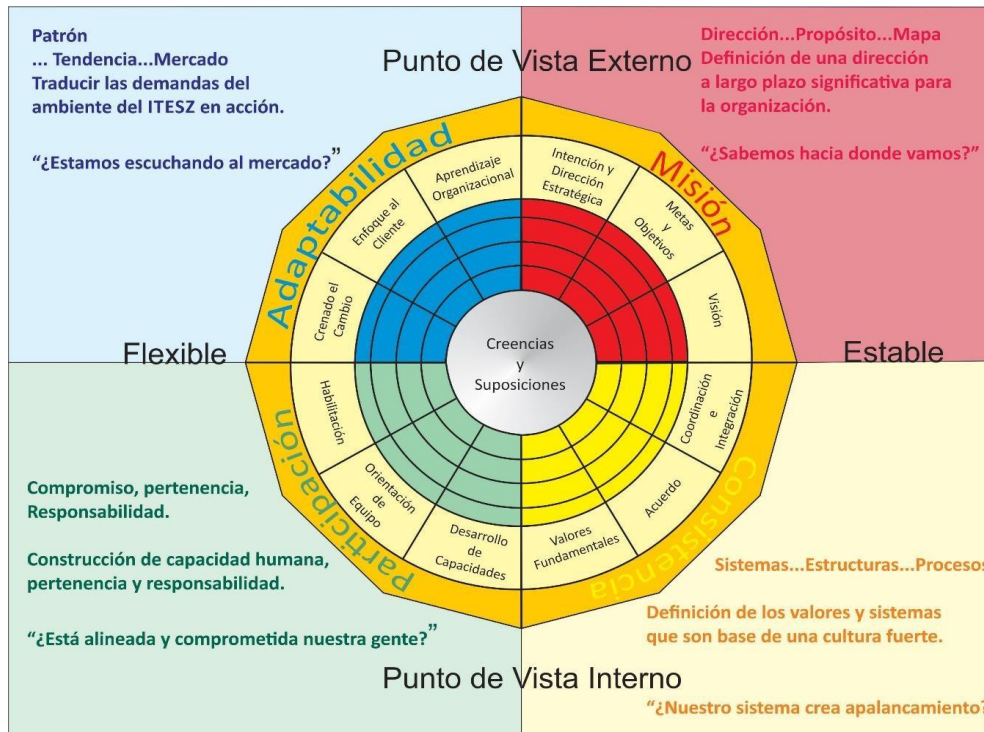 Patrón
... Tendencia...Mercado
Traducir las demandas del
ambiente del ITESZ en acción.
“¿Estamos escuchando al mercado?”
Punto de Vista Externo
Dirección...Propósito...Mapa
Definición de una dirección
a largo plazo significativa para
la organización.
“¿Sabemos hacia donde vamos?”
Adaptabilidad
Misión
Crenado el
Cambio
Enfoque al
Cliente
Aprendizaje
Organizacional
Intención y
Dirección
Estratégica
Metas
y
Objetivos
Visión
Flexible
Creencias
y
Suposiciones
Estable
Habilitación
Orientación
de
Equipo
Desarrollo
de
Capacidades
Valores
Fundamentales
Acuerdo
Coordinación
e
Integración
Participación
Consistencia
Compromiso, pertenencia,
Responsabilidad.
Construcción de capacidad humana,
pertenencia y responsabilidad.
“¿Está alineada y comprometida nuestra gente?”
Sistemas...Estructuras...Procesos
Definición de los valores y sistemas
que son base de una cultura fuerte.
Punto de Vista Interno
“¿Nuestro sistema crea apalancamiento?